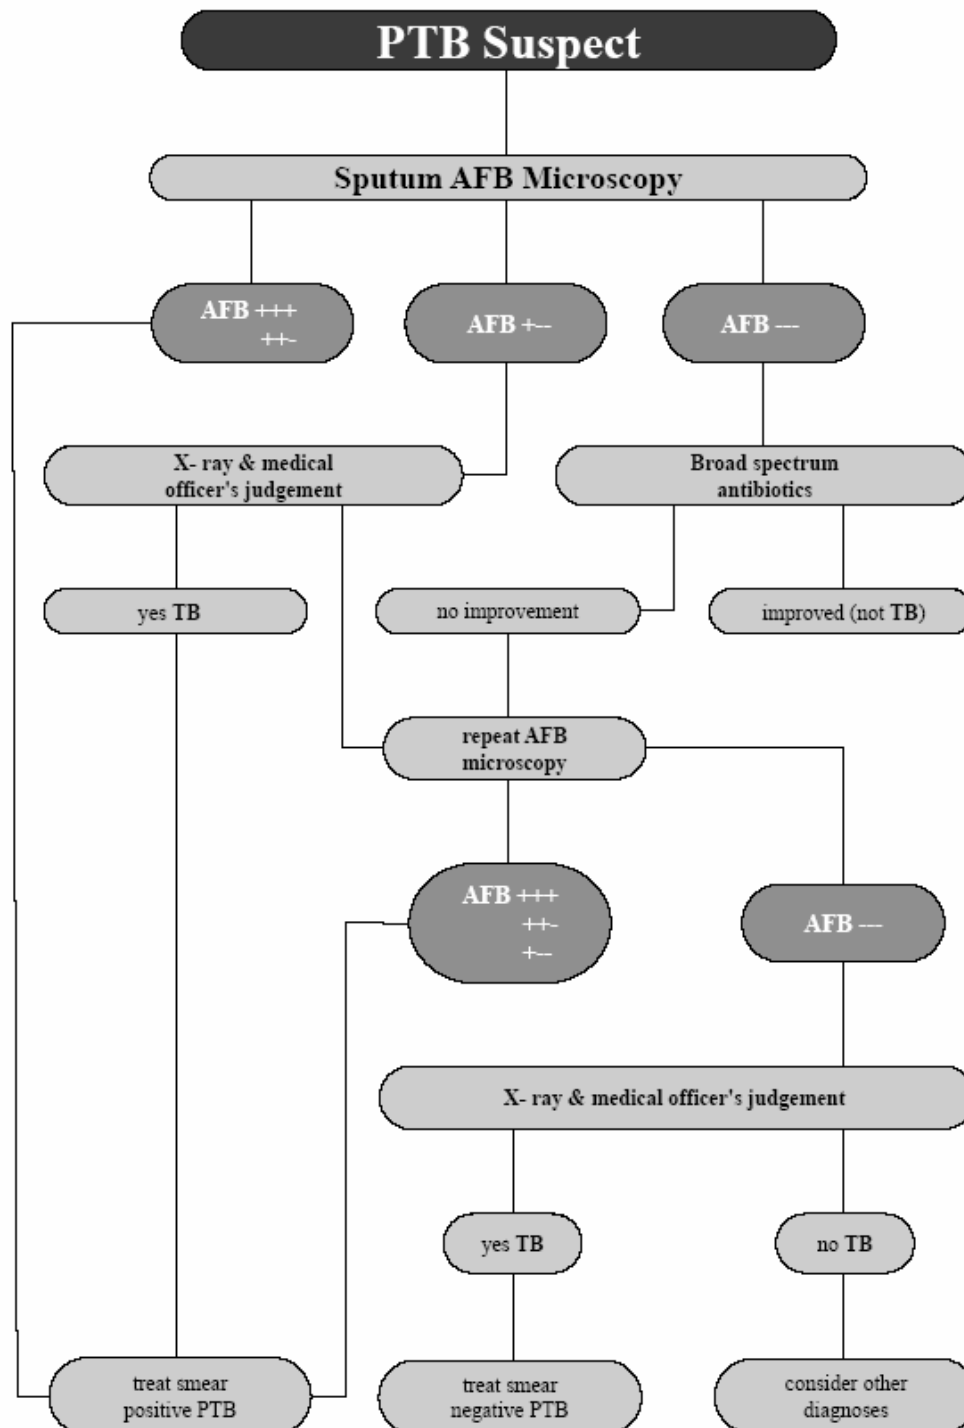 PTB Suspect
Sputum AFB Microscopy
AFB +++
++-
AFB +--
AFB ---
X- ray & medical
officer's judgement
Broad spectrum
antibiotics
yes TB
no improvement
improved (not TB)
repeat AFB
microscopy
AFB +++
++-
+--
AFB ---
X- ray & medical officer's judgement
yes TB
no TB
treat smear
positive PTB
treat smear
negative PTB
consider other
diagnoses